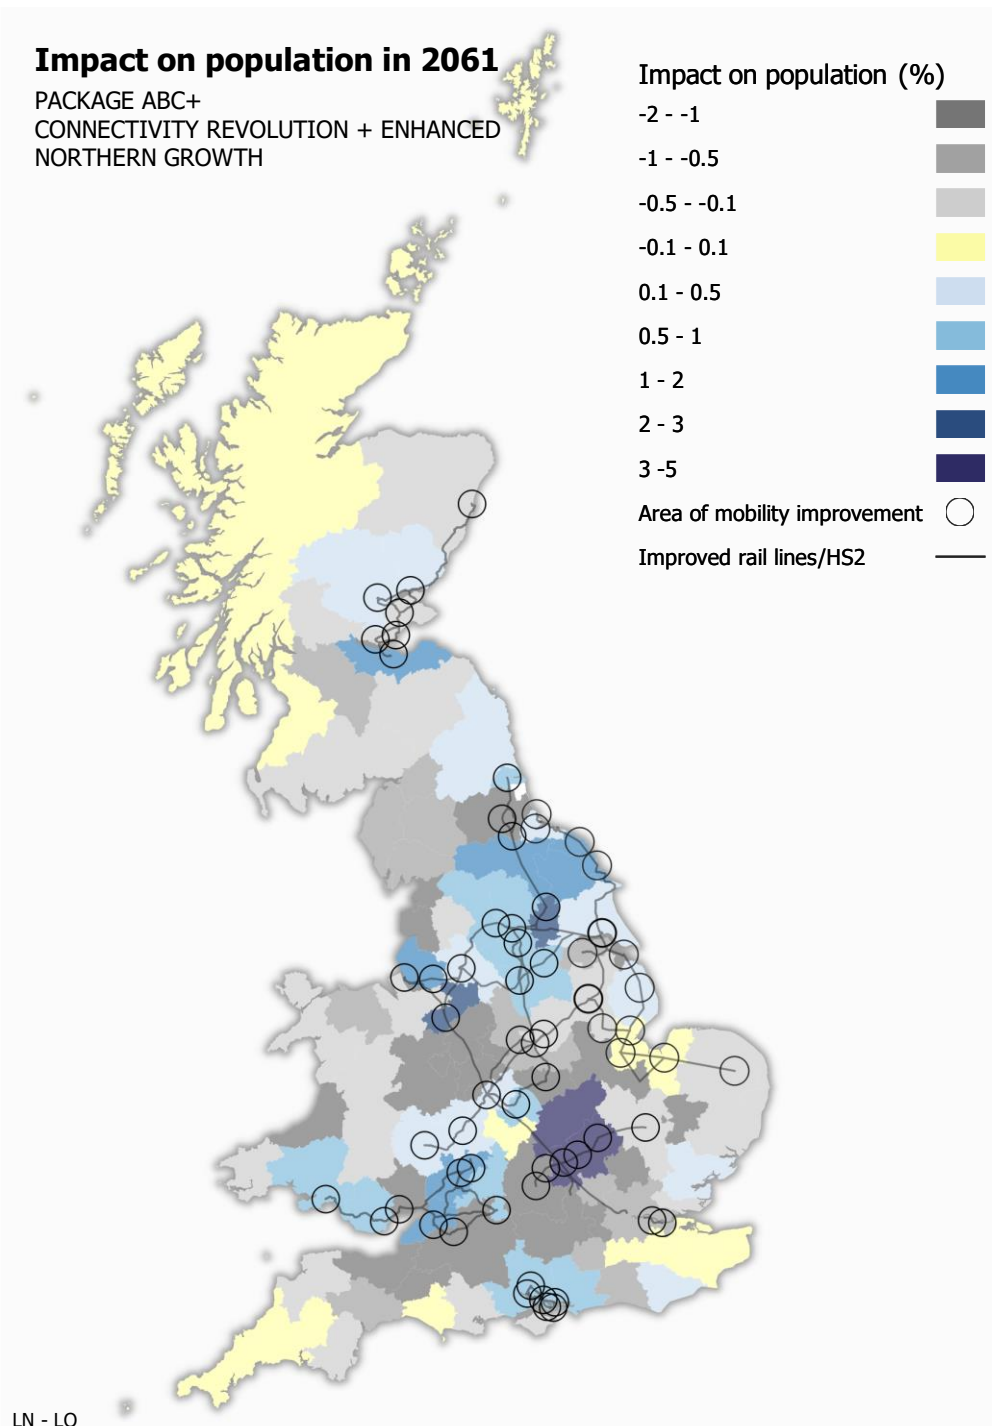 Impact on population in 2061
PACKAGE ABC+
CONNECTIVITY REVOLUTION + ENHANCED
NORTHERN GROWTH
Impact on population (%)
-2 - -1
-1 - -0.5
-0.5 - -0.1
-0.1 - 0.1
0.1 - 0.5
0.5 - 1
1 - 2
2 - 3
3 -5
Area of mobility improvement
Improved rail lines/HS2
LN - LO